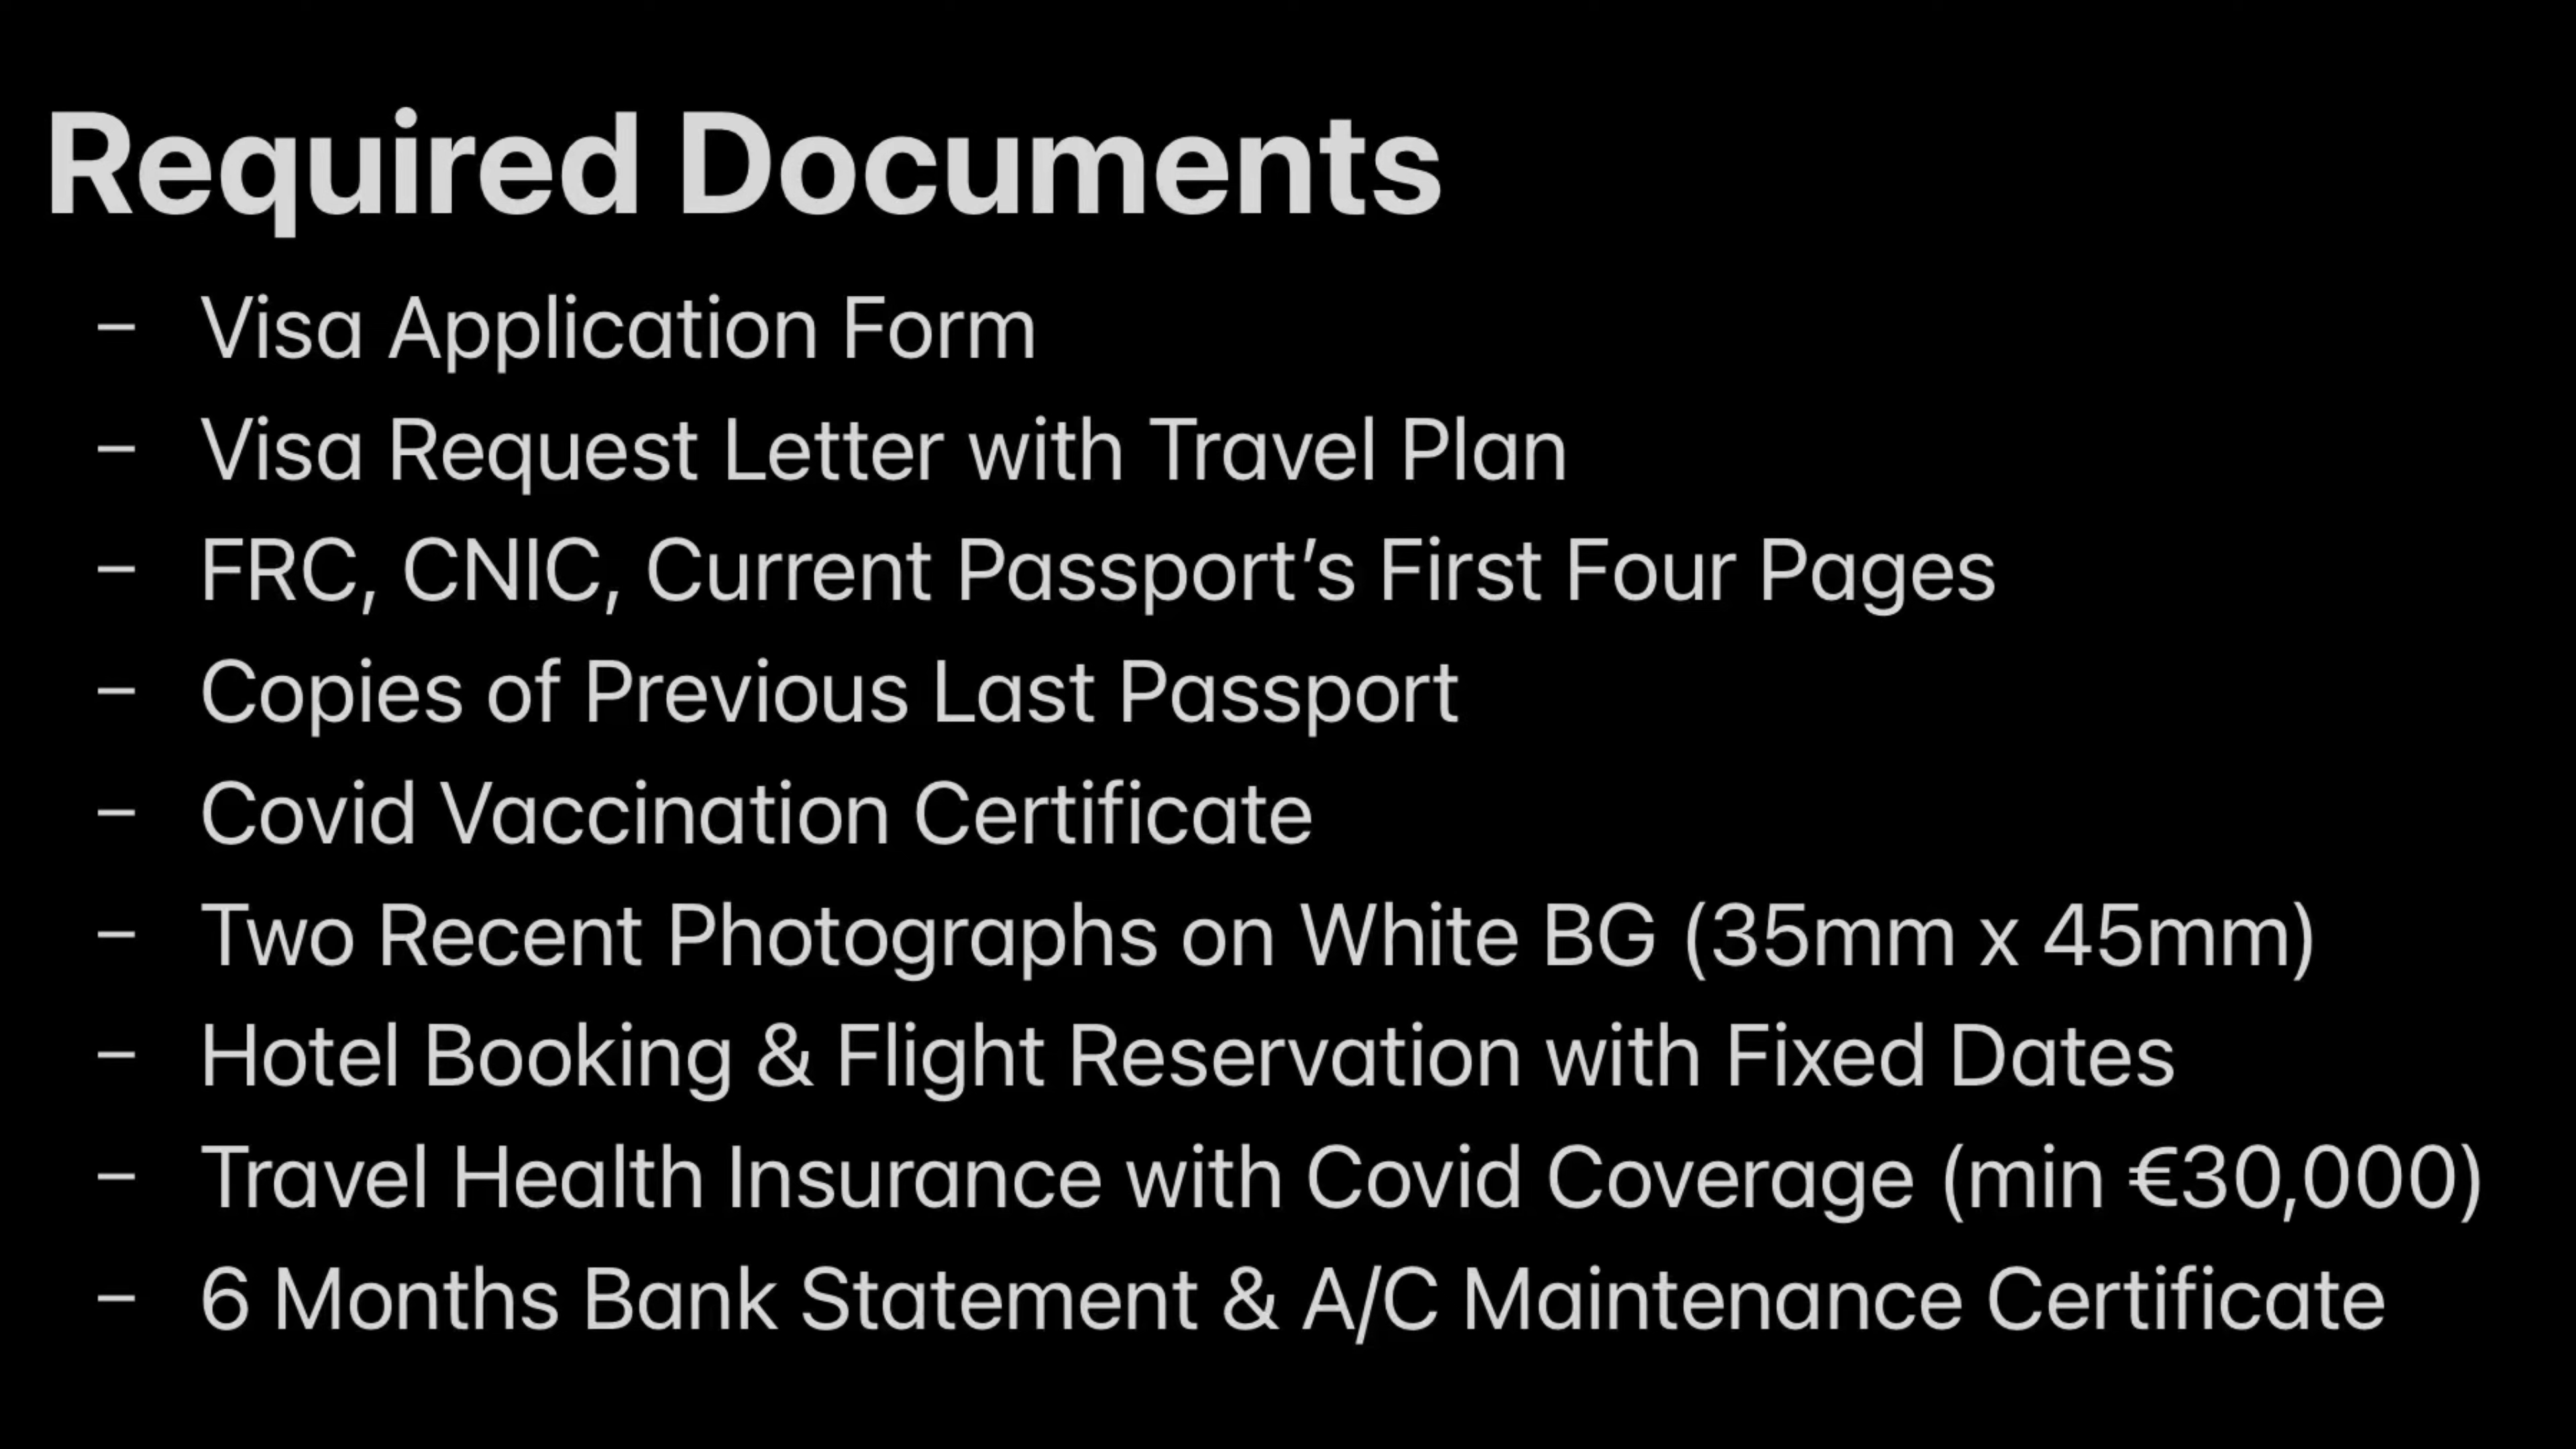 Required Documents
– Visa Application Form
– Visa Request Letter with Travel Plan
– FRC, CNIC, Current Passport’s First Four Pages
– Copies of Previous Last Passport
– Covid Vaccination Certificate
– Two Recent Photographs on White BG (35mm x 45mm)
– Hotel Booking & Flight Reservation with Fixed Dates
– Travel Health Insurance with Covid Coverage (min €30,000)
– 6 Months Bank Statement & A/C Maintenance Certificate